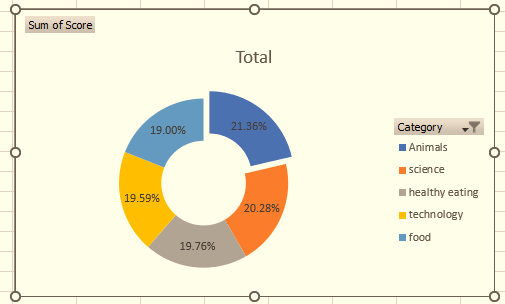 Sum of Score
Total
21.36%
20.28%
19.76%
19.59%
19.00%
Category
Animals
science
healthy eating
technology
food